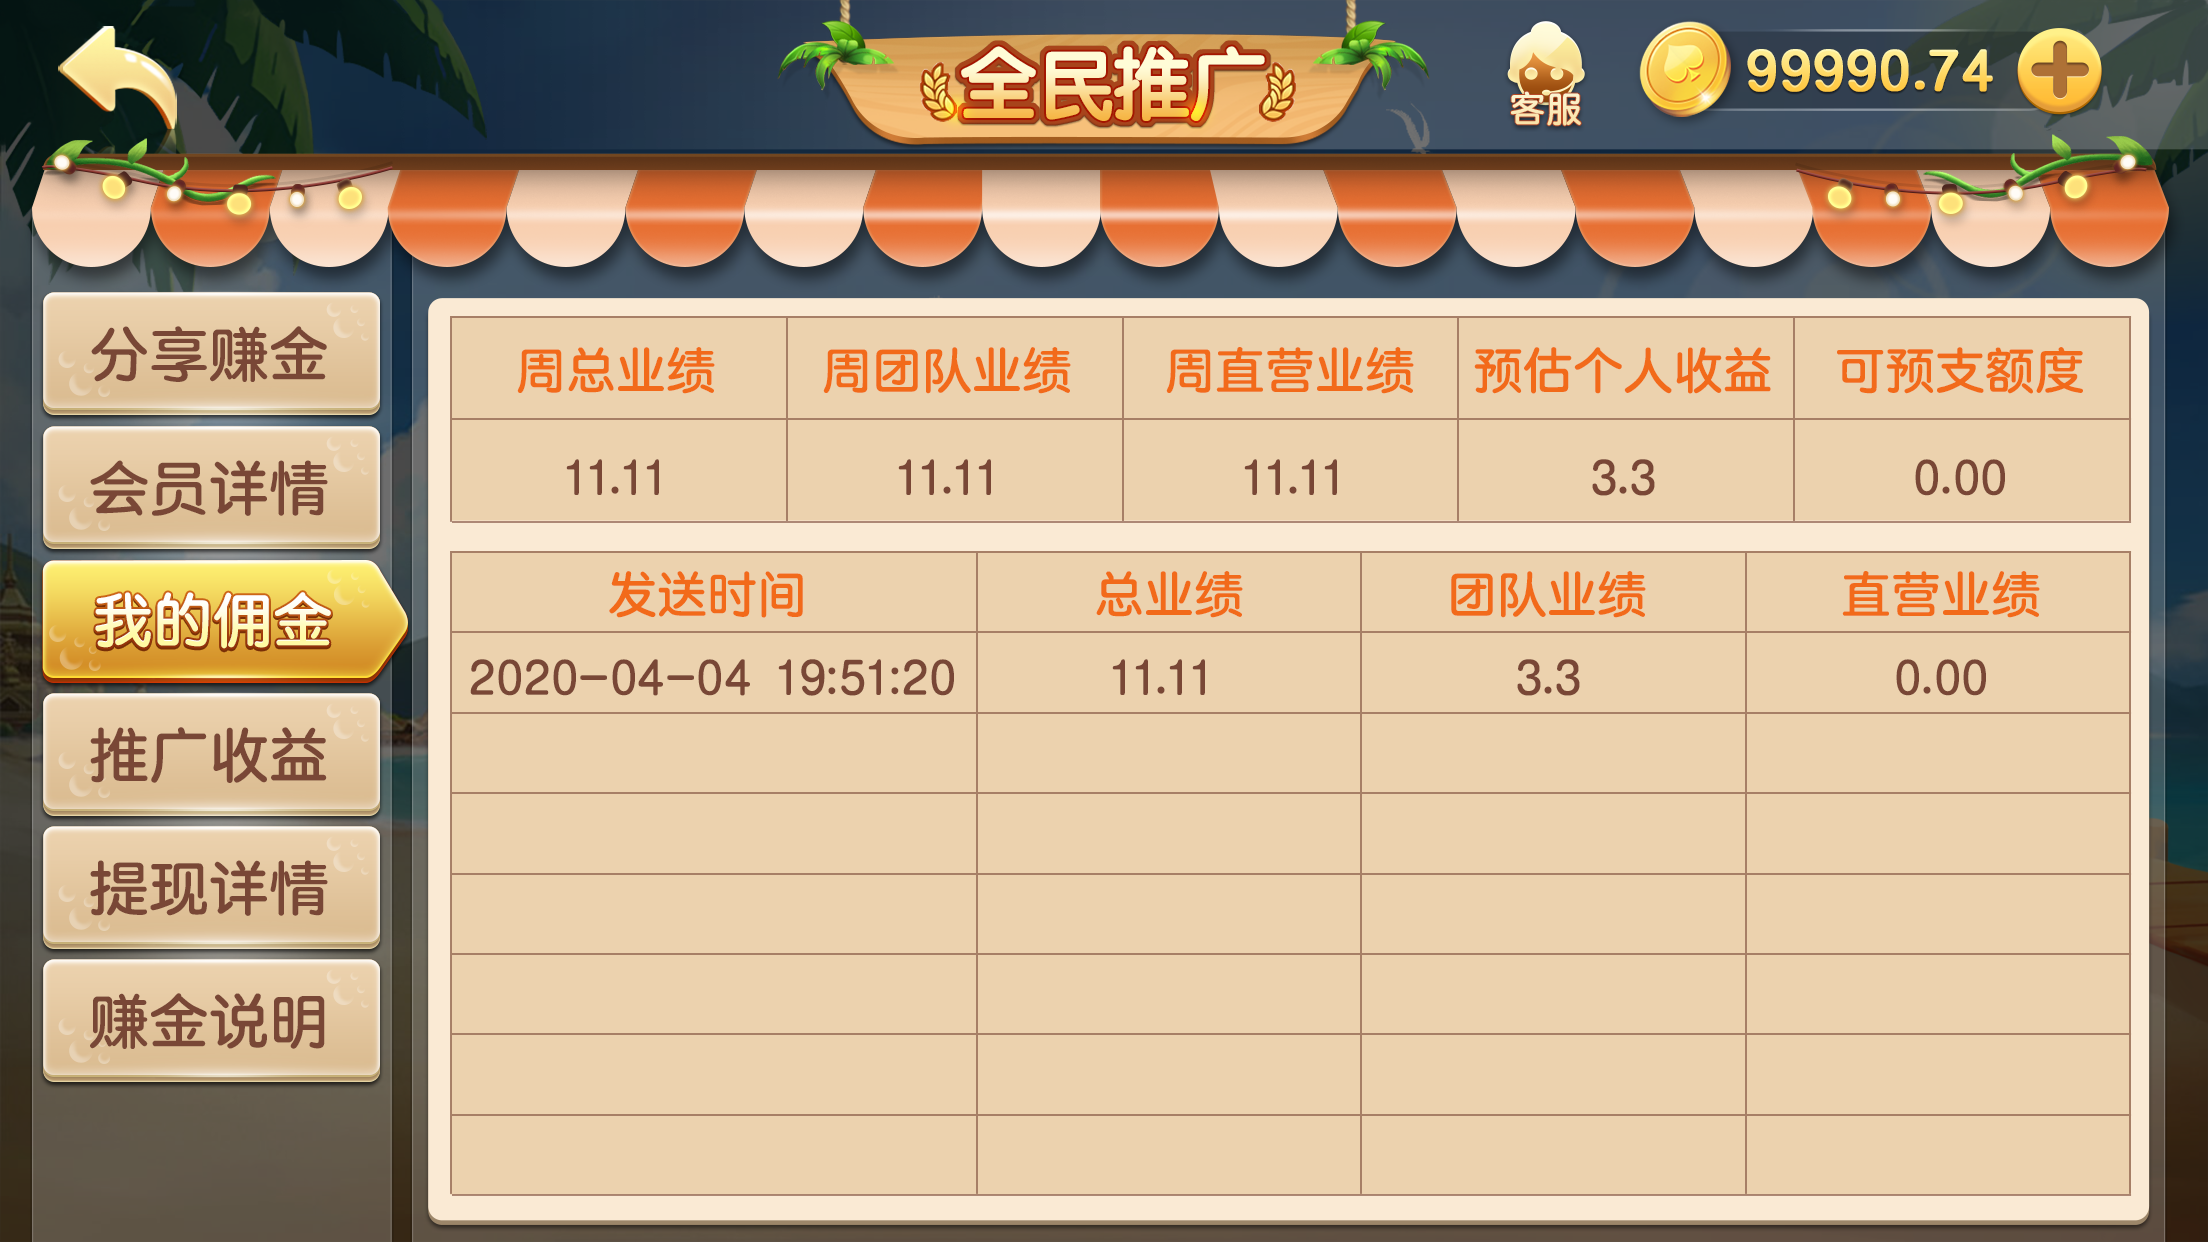 全民推广
客服
99990.74
分享赚金
会员详情
我的佣金
推广收益
提现详情
赚金说明
周总业绩 周团队业绩 周直营业绩 预估个人收益 可预支额度
11.11 11.11 11.11 3.3 0.00
发送时间 总业绩 团队业绩 直营业绩
2020-04-04 19:51:20 11.11 3.3 0.00